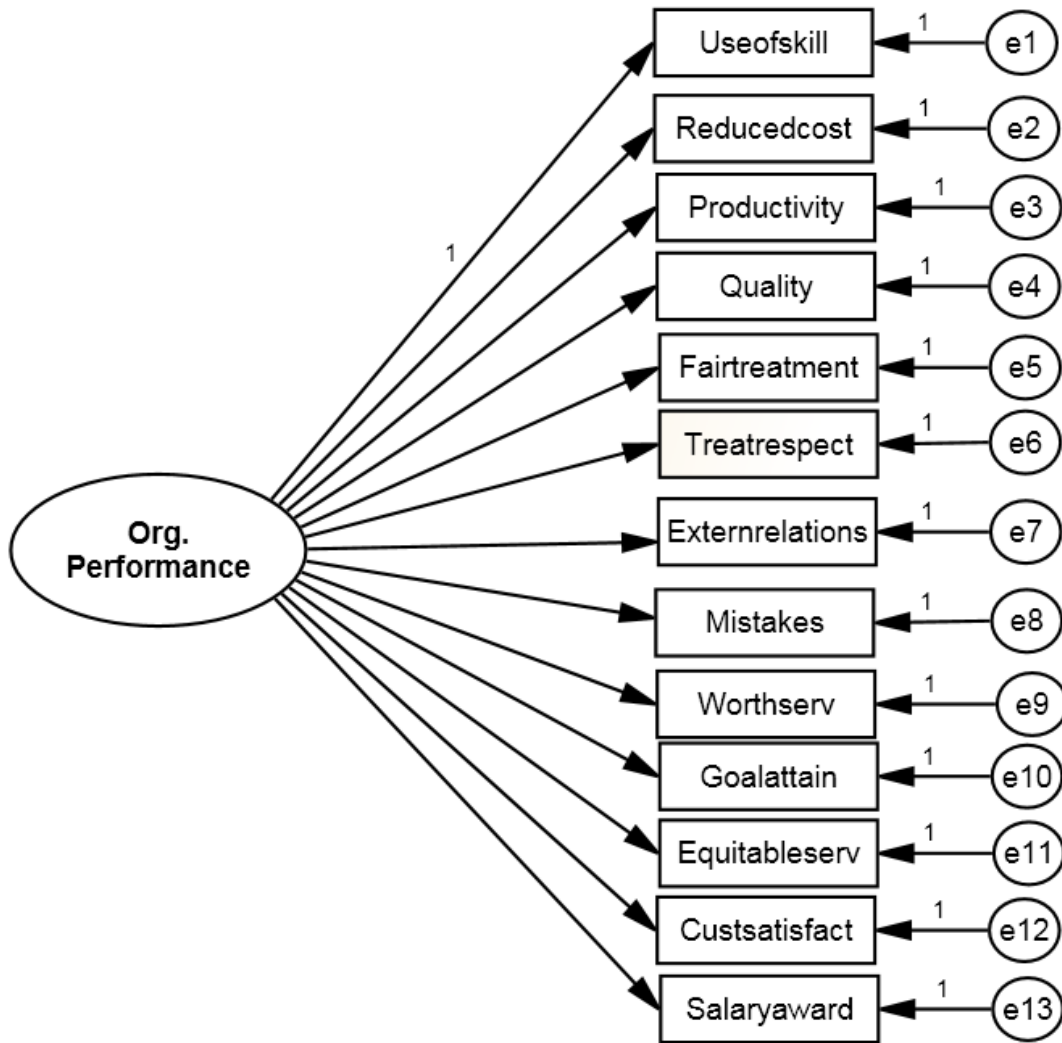 Useofskill 1 e1
Reducedcost 1 e2
Productivity 1 e3
1
Quality 1 e4
Fairtreatment 1 e5
Treatrespect 1 e6
Org.
Performance
Externrelations 1 e7
Mistakes 1 e8
Worthserv 1 e9
Goalattain 1 e10
Equitableserv 1 e11
Custsatisfact 1 e12
Salaryaward 1 e13